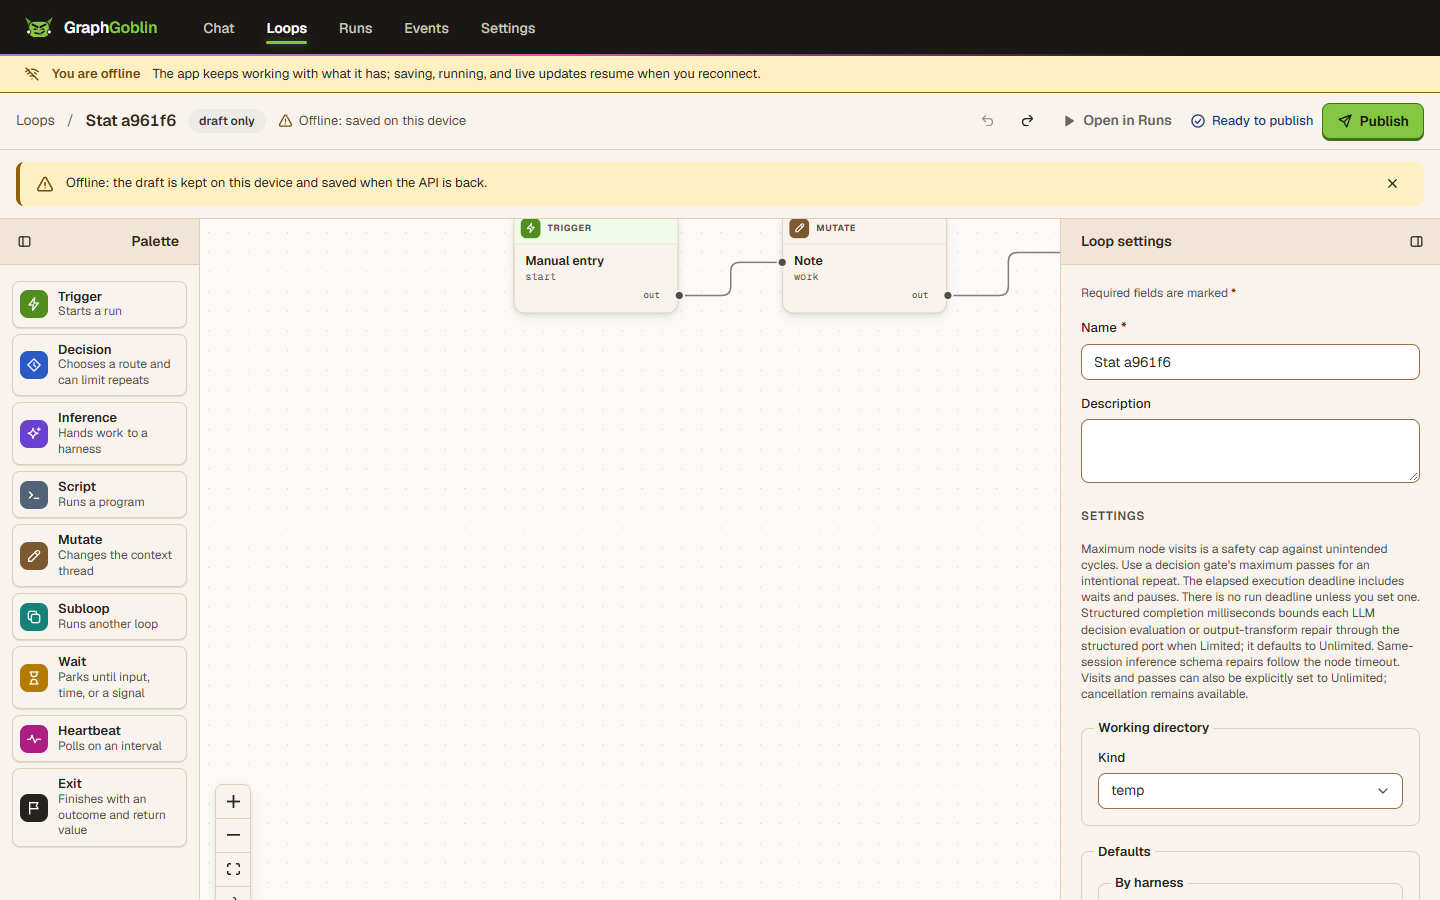 GraphGoblin
Chat
Loops
Runs
Events
Settings
You are offline The app keeps working with what it has; saving, running, and live updates resume when you reconnect.
Loops / Stat a961f6
draft only
Offline: saved on this device
Open in Runs
Ready to publish
Publish
Offline: the draft is kept on this device and saved when the API is back.
Palette
Trigger
Starts a run
Decision
Chooses a route and
can limit repeats
Inference
Hands work to a
harness
Script
Runs a program
Mutate
Changes the context
thread
Subloop
Runs another loop
Wait
Parks until input,
time, or a signal
Heartbeat
Polls on an interval
Exit
Finishes with an
outcome and return
value
TRIGGER
Manual entry
start
out
MUTATE
Note
work
out
Loop settings
Required fields are marked *
Name *
Stat a961f6
Description
SETTINGS
Maximum node visits is a safety cap against unintended
cycles. Use a decision gate's maximum passes for an
intentional repeat. The elapsed execution deadline includes
waits and pauses. There is no run deadline unless you set one.
Structured completion milliseconds bounds each LLM
decision evaluation or output-transform repair through the
structured port when Limited; it defaults to Unlimited. Same-
session inference schema repairs follow the node timeout.
Visits and passes can also be explicitly set to Unlimited;
cancellation remains available.
Working directory
Kind
temp
Defaults
By harness